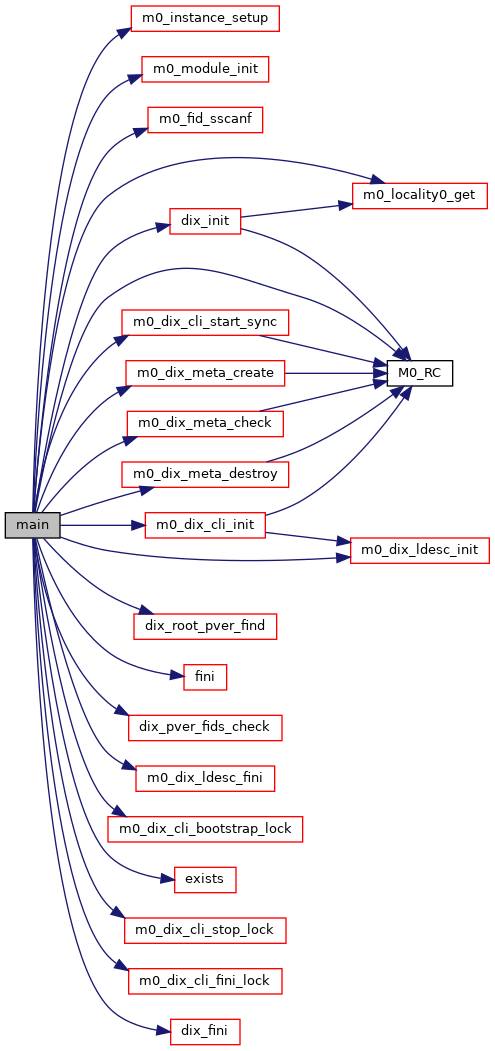 m0_instance_setup
m0_module_init
m0_fid_sscanf
m0_locality0_get
dix_init
m0_dix_cli_start_sync
M0_RC
m0_dix_meta_create
m0_dix_meta_check
m0_dix_meta_destroy
main
m0_dix_cli_init
m0_dix_ldesc_init
dix_root_pver_find
fini
dix_pver_fids_check
m0_dix_ldesc_fini
m0_dix_cli_bootstrap_lock
exists
m0_dix_cli_stop_lock
m0_dix_cli_fini_lock
dix_fini